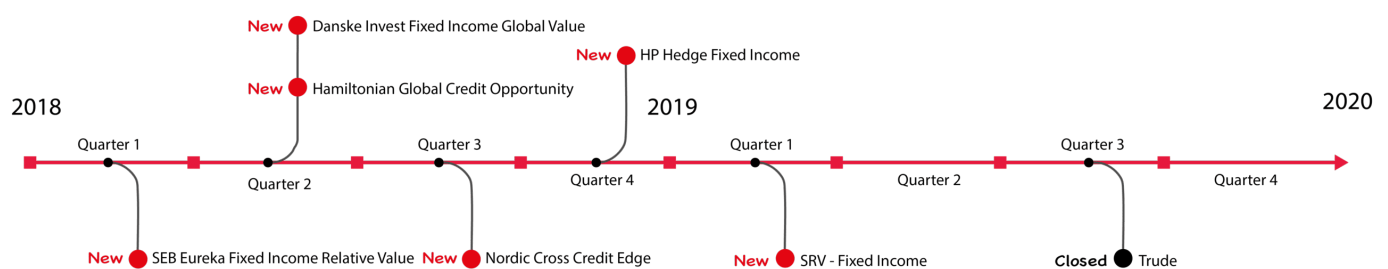 New Danske Invest Fixed Income Global Value
New HP Hedge Fixed Income
New Hamiltonian Global Credit Opportunity
2018
2019
2020
Quarter 1
Quarter 2
Quarter 3
Quarter 4
Quarter 1
Quarter 2
Quarter 3
Quarter 4
New SEB Eureka Fixed Income Relative Value
New Nordic Cross Credit Edge
New SRV - Fixed Income
Closed Trude